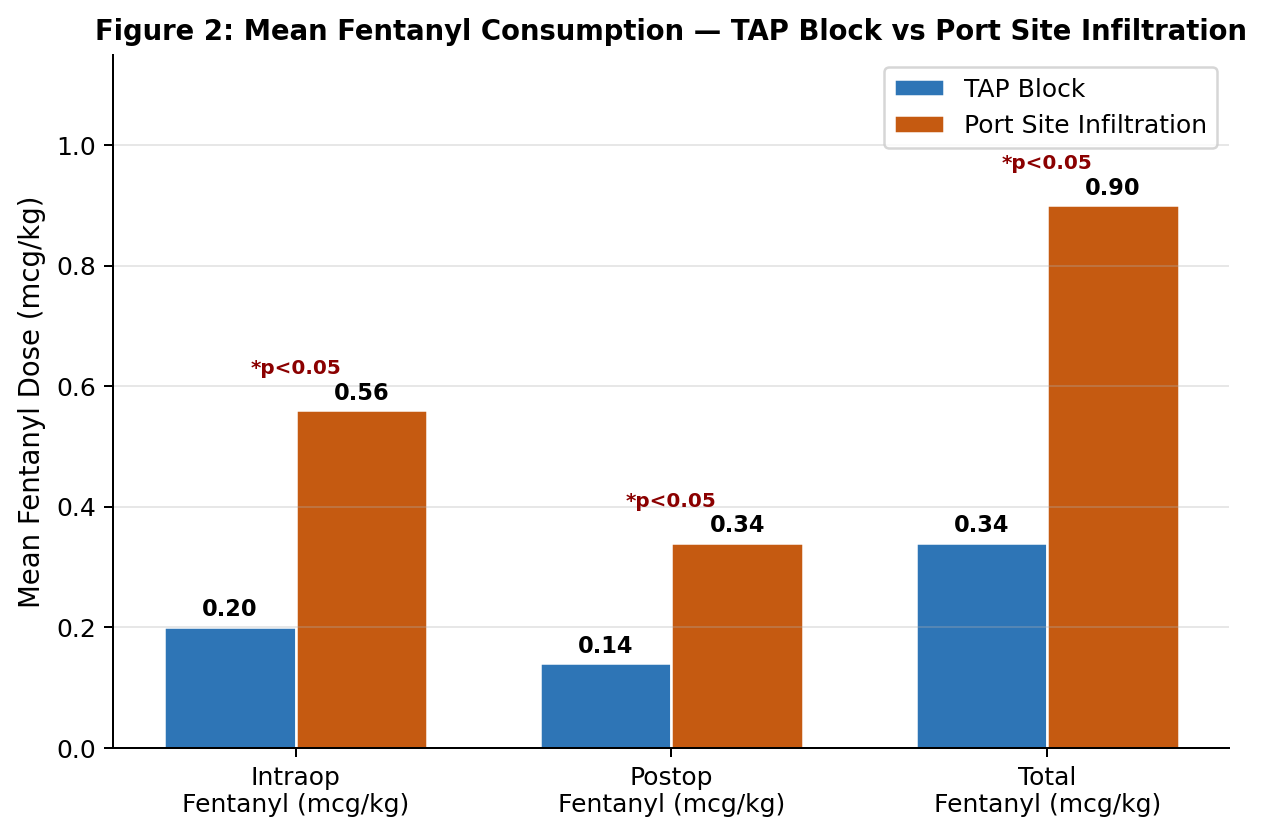 Figure 2: Mean Fentanyl Consumption — TAP Block vs Port Site Infiltration
TAP Block
Port Site Infiltration
Mean Fentanyl Dose (mcg/kg)
1.0
0.8
0.6
0.4
0.2
0.0
*p<0.05
0.20
0.56
*p<0.05
0.14
0.34
*p<0.05
0.34
0.90
Intraop
Fentanyl (mcg/kg)
Postop
Fentanyl (mcg/kg)
Total
Fentanyl (mcg/kg)